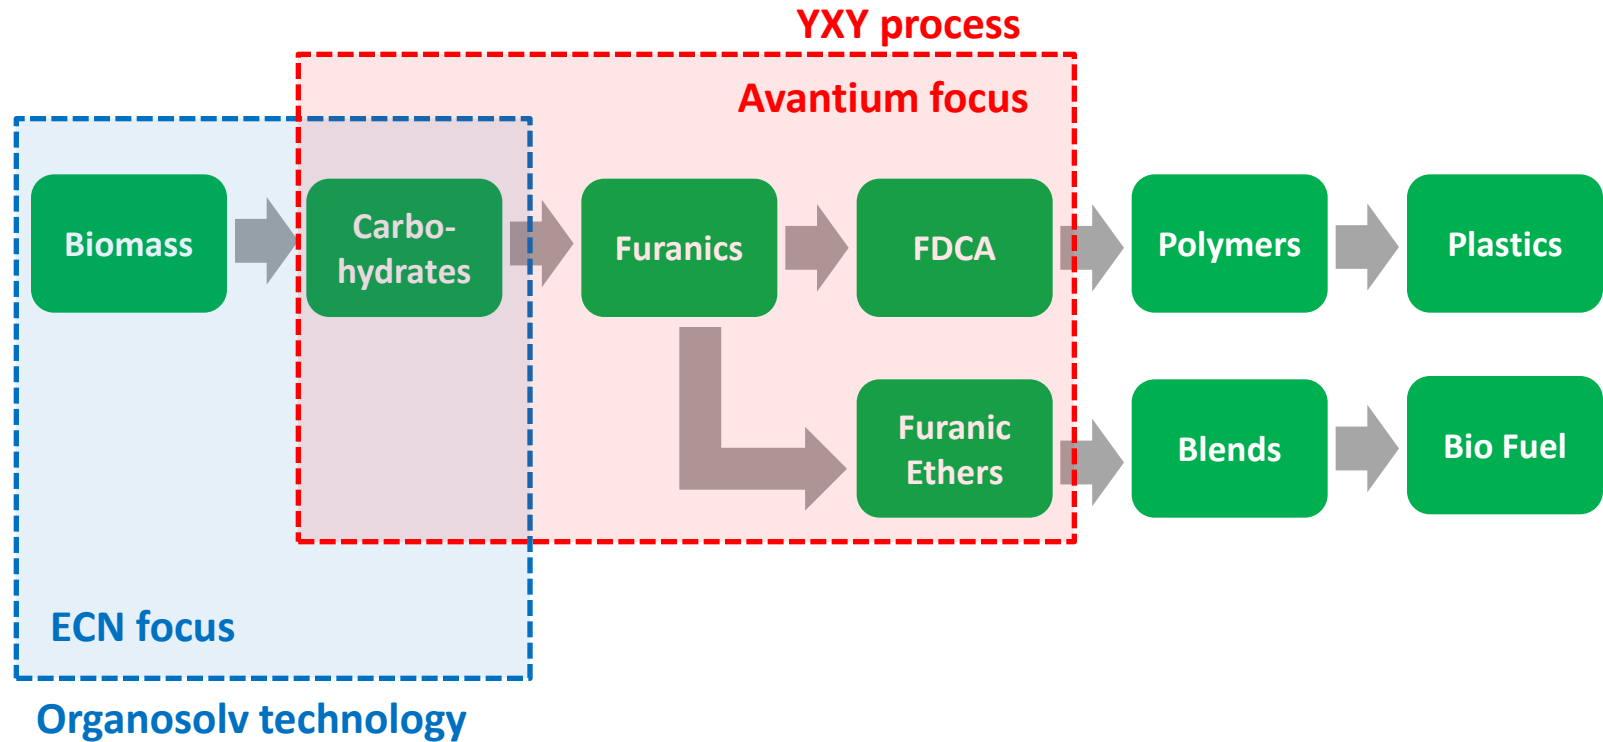 YXY process
Avantium focus
Biomass
Carbo-
hydrates
Furanics
FDCA
Polymers
Plastics
Furanic
Ethers
Blends
Bio Fuel
ECN focus
Organosolv technology